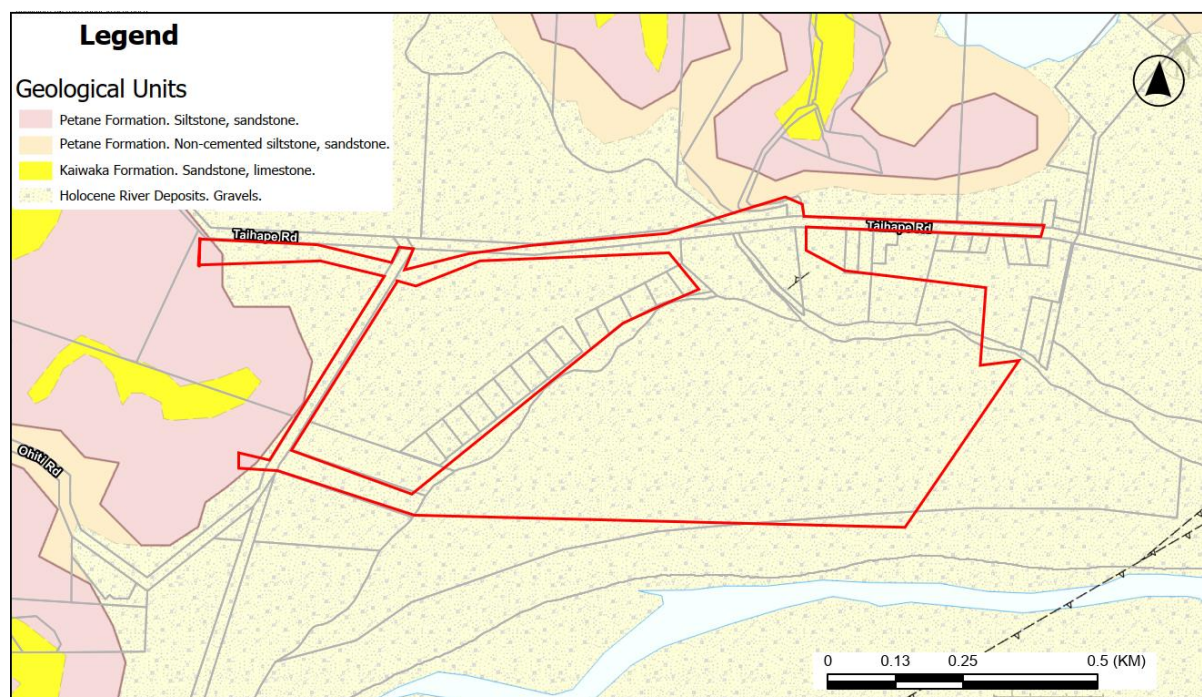 Legend
Geological Units
Petane Formation. Siltstone, sandstone.
Petane Formation. Non-cemented siltstone, sandstone.
Kaiwaka Formation. Sandstone, limestone.
Holocene River Deposits. Gravels.
Taihape Rd
Taihape Rd
Ohiti Rd
0 0.13 0.25 0.5 (KM)